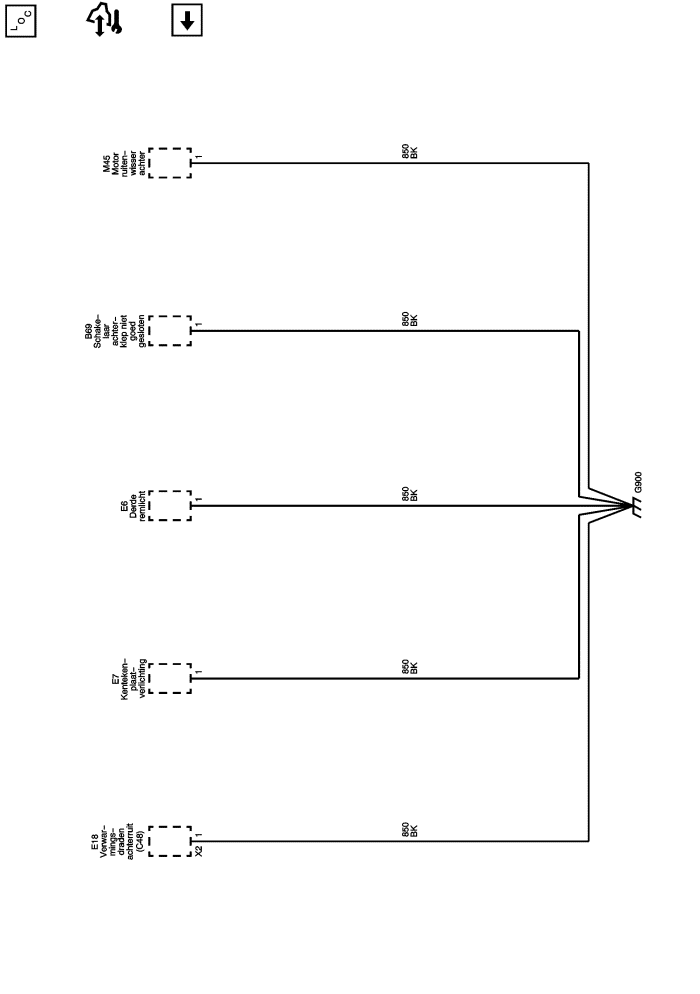 LOC
M45
Motor
ruiten–
wisser
achter
1
850
BK
B69
Schake–
laar
achter–
klep niet
goed
gesloten
1
850
BK
E6
Derde
remlicht
1
850
BK
G900
E7
Kenteken–
plaat–
verlichting
1
850
BK
E18
Verwar–
mings–
draden
achterruit
(C48)
1
X2
850
BK